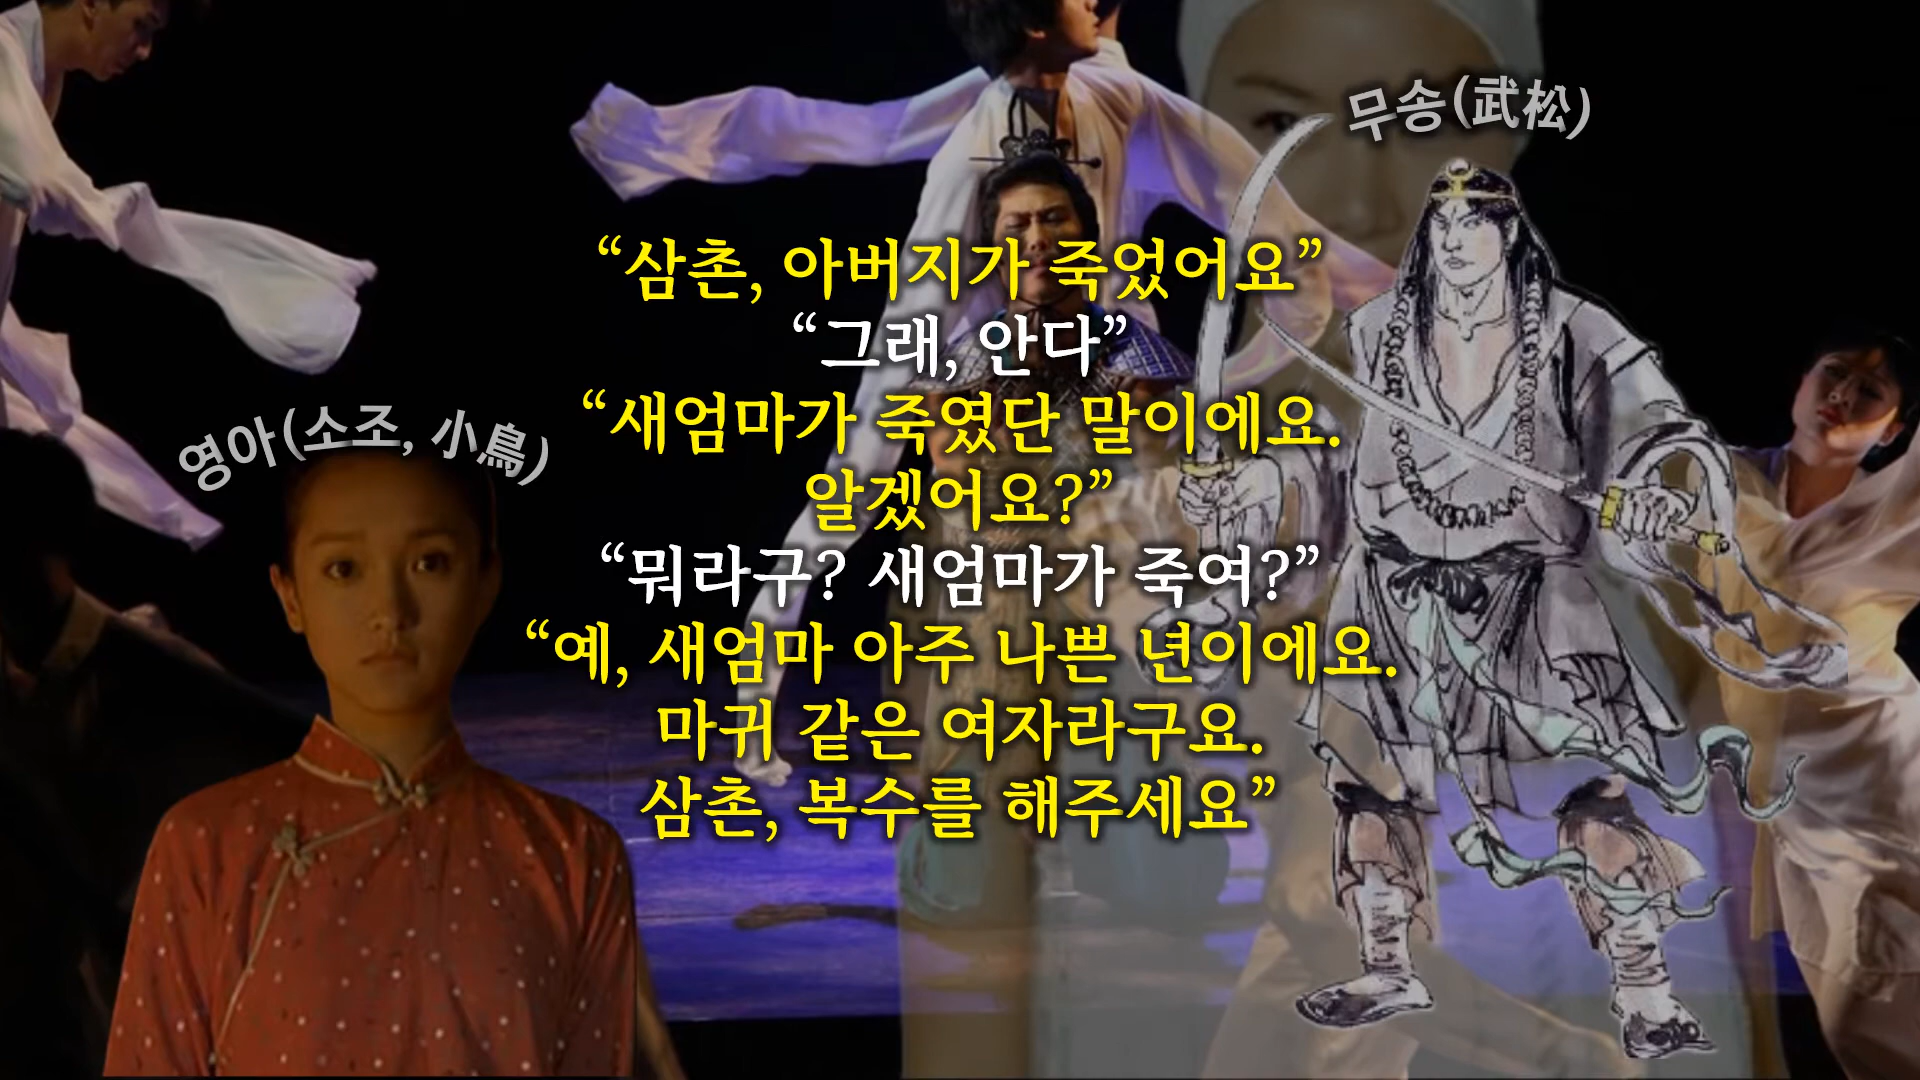 무송(武松)
영아(소조, 小鳥)
“삼촌, 아버지가 죽었어요”
“그래, 안다”
“새엄마가 죽였단 말이에요.
알겠어요?”
“뭐라구? 새엄마가 죽여?”
“예, 새엄마 아주 나쁜 년이에요.
마귀 같은 여자라구요.
삼촌, 복수를 해주세요”